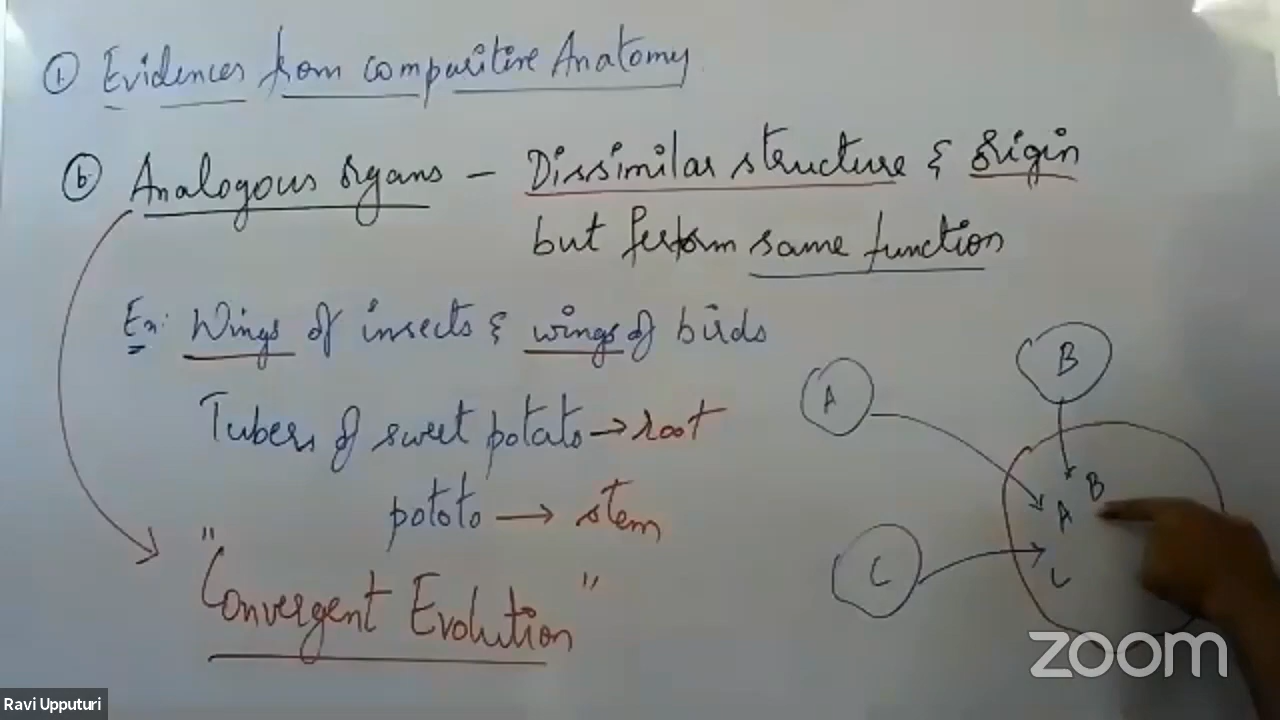 ① Evidences from comparitive Anatomy
ⓑ Analogous organs – Dissimilar structure & origin
but perform same function
Ex: Wings of insects & wings of birds
Tubers of sweet potato → root
pototo → stem
"Convergent Evolution"
B
A
B
A
C
C
zoom
Ravi Upputuri